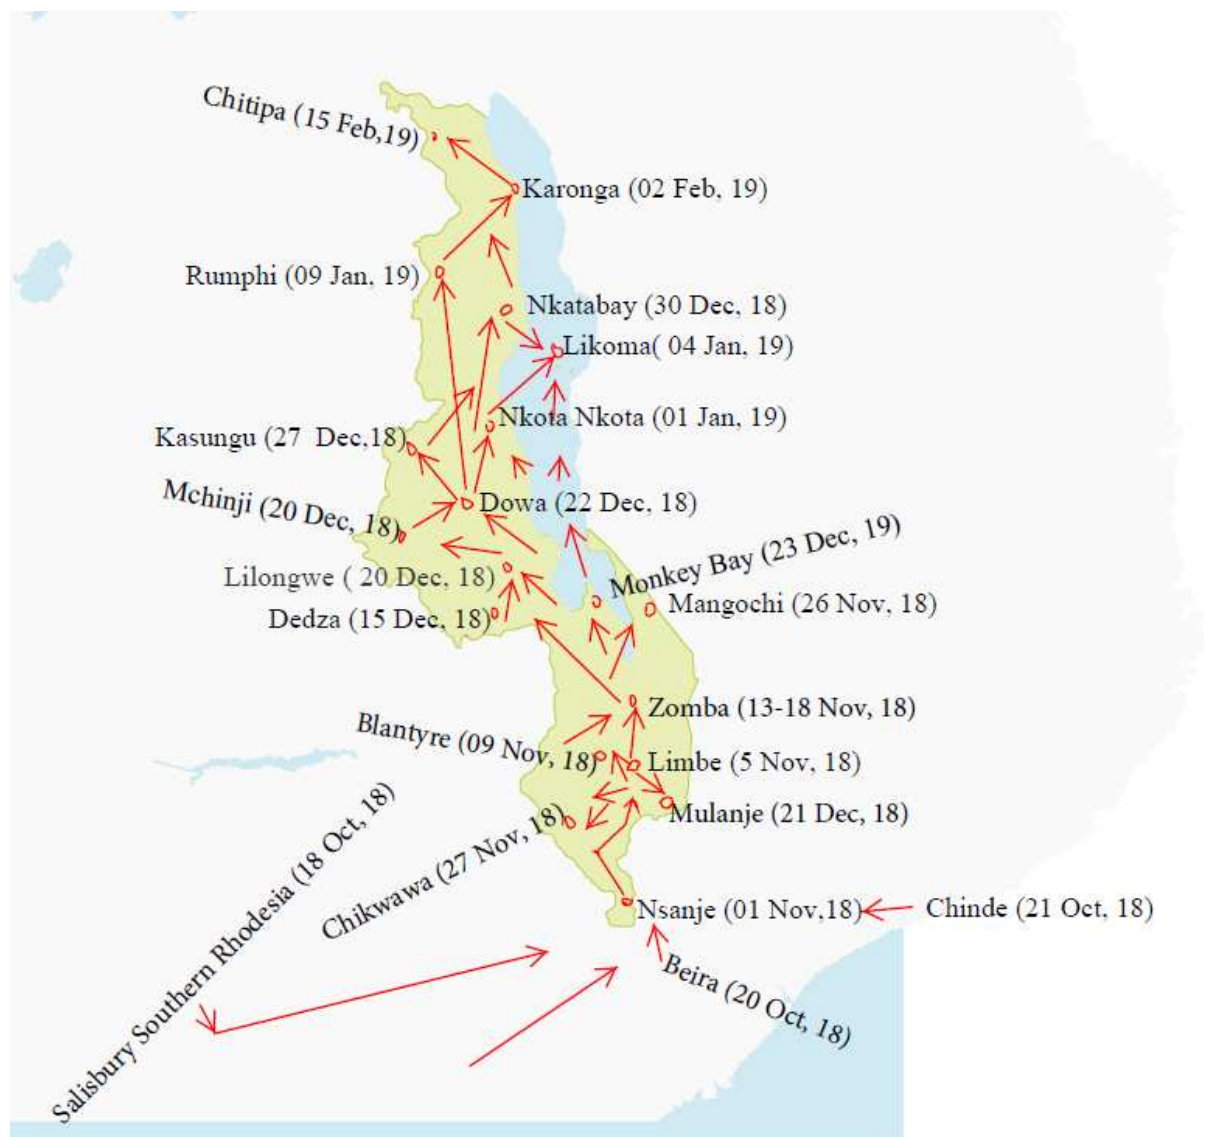 Chitipa (15 Feb,19)
Karonga (02 Feb, 19)
Rumphi (09 Jan, 19)
Nkatabay (30 Dec, 18)
Likoma( 04 Jan, 19)
Nkota Nkota (01 Jan, 19)
Kasungu (27 Dec,18)
Mchinji (20 Dec, 18)
Dowa (22 Dec, 18)
Monkey Bay (23 Dec, 19)
Lilongwe ( 20 Dec, 18)
Mangochi (26 Nov, 18)
Dedza (15 Dec, 18)
Zomba (13-18 Nov, 18)
Blantyre (09 Nov, 18)
Limbe (5 Nov, 18)
Mulanje (21 Dec, 18)
Chikwawa (27 Nov, 18)
Salisbury Southern Rhodesia (18 Oct, 18)
Nsanje (01 Nov,18)
Chinde (21 Oct, 18)
Beira (20 Oct, 18)